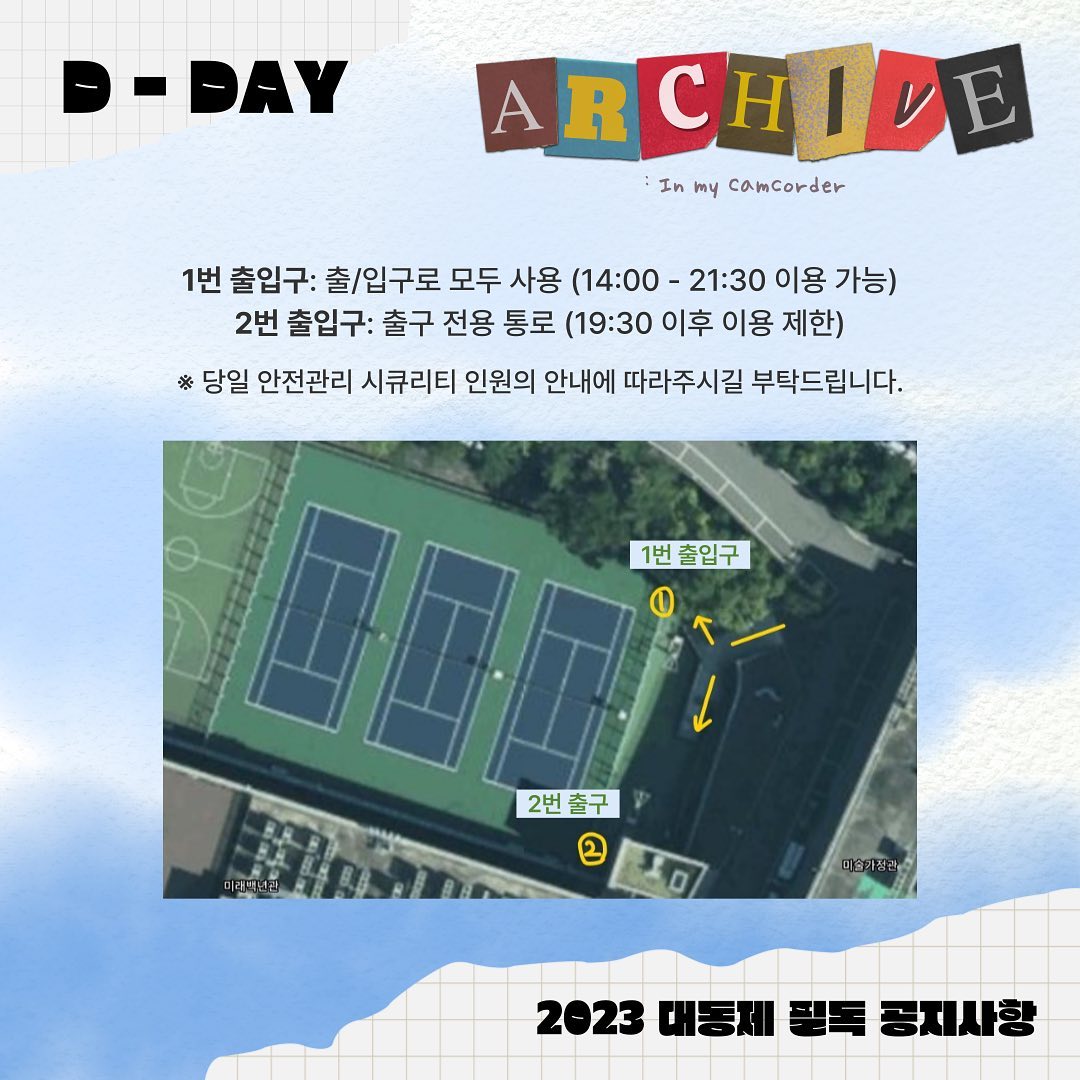 D - DAY
ARCHIVE
: In my Camcorder
1번 출입구: 출/입구로 모두 사용 (14:00 - 21:30 이용 가능)
2번 출입구: 출구 전용 통로 (19:30 이후 이용 제한)
※ 당일 안전관리 시큐리티 인원의 안내에 따라주시길 부탁드립니다.
1번 출입구
①
2번 출구
②
미술가정관
미래백년관
2023 대동제 필독 공지사항